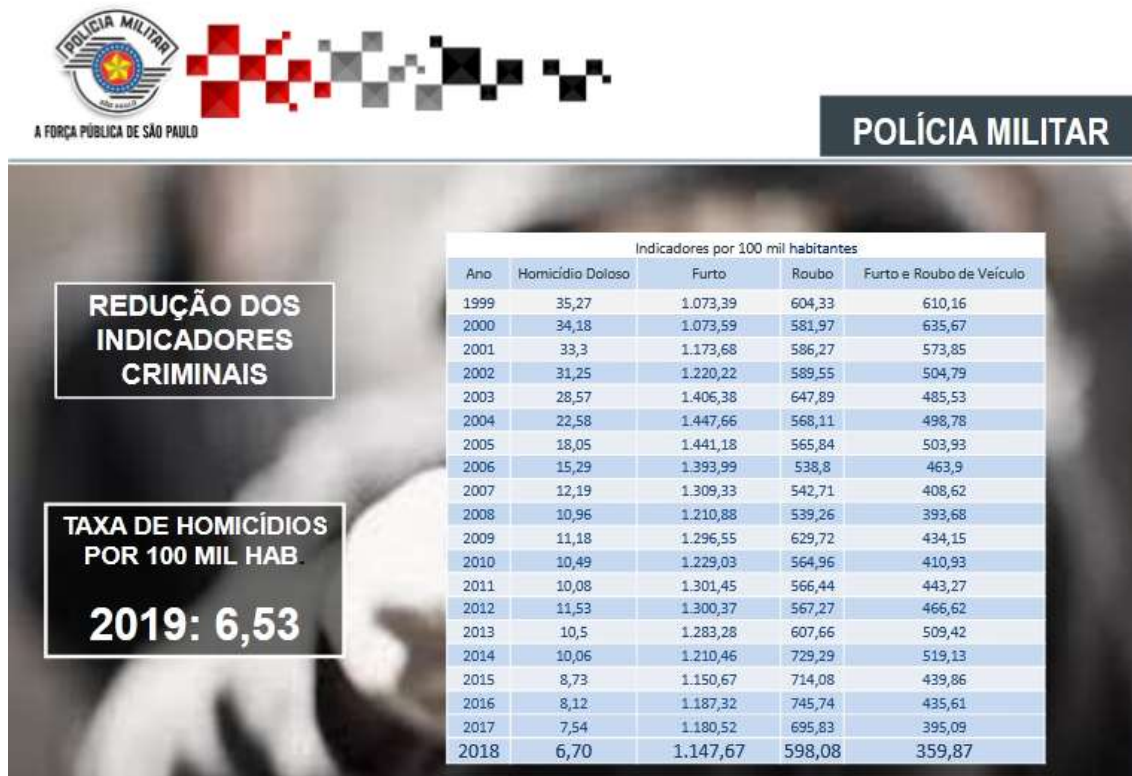 POLÍCIA MILITAR
SÃO PAULO
A FORÇA PÚBLICA DE SÃO PAULO
POLÍCIA MILITAR
REDUÇÃO DOS
INDICADORES
CRIMINAIS
TAXA DE HOMICÍDIOS
POR 100 MIL HAB.
2019: 6,53
Indicadores por 100 mil habitantes
Ano Homicídio Doloso Furto Roubo Furto e Roubo de Veículo
1999 35,27 1.073,39 604,33 610,16
2000 34,18 1.073,59 581,97 635,67
2001 33,3 1.173,68 586,27 573,85
2002 31,25 1.220,22 589,55 504,79
2003 28,57 1.406,38 647,89 485,53
2004 22,58 1.447,66 568,11 498,78
2005 18,05 1.441,18 565,84 503,93
2006 15,29 1.393,99 538,8 463,9
2007 12,19 1.309,33 542,71 408,62
2008 10,96 1.210,88 539,26 393,68
2009 11,18 1.296,55 629,72 434,15
2010 10,49 1.229,03 564,96 410,93
2011 10,08 1.301,45 566,44 443,27
2012 11,53 1.300,37 567,27 466,62
2013 10,5 1.283,28 607,66 509,42
2014 10,06 1.210,46 729,29 519,13
2015 8,73 1.150,67 714,08 439,86
2016 8,12 1.187,32 745,74 435,61
2017 7,54 1.180,52 695,83 395,09
2018 6,70 1.147,67 598,08 359,87